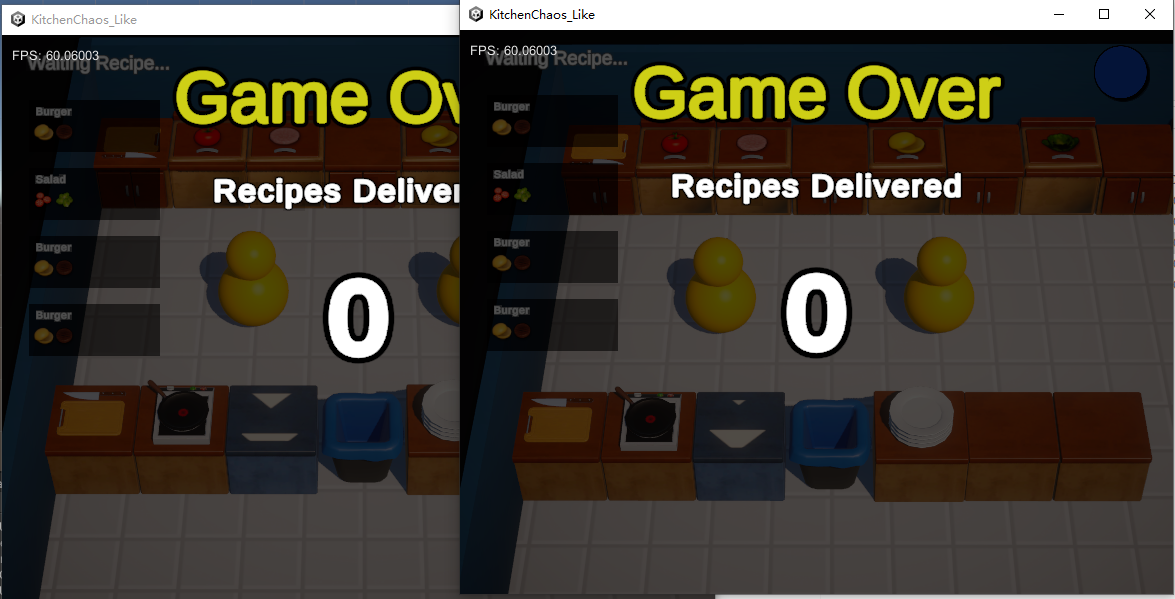 KitchenChaos_Like
FPS: 60.06003
Waiting Recipe...
Game Ov
Burger
Salad
Recipes Deliver
Burger
0
Burger
KitchenChaos_Like
FPS: 60.06003
Waiting Recipe...
Game Over
Burger
Salad
Recipes Delivered
Burger
0
Burger